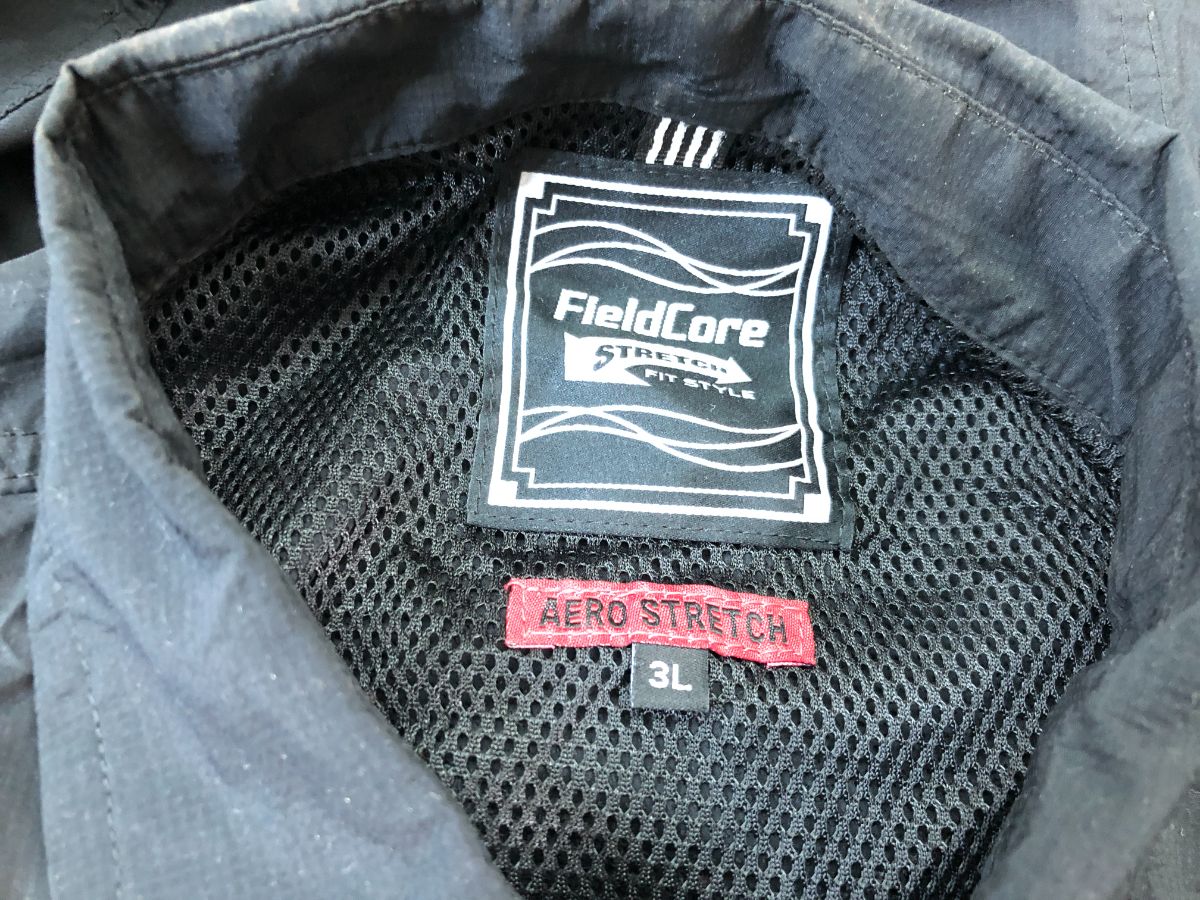 FieldCore
STRETCH
FIT STYLE
AERO STRETCH
3L